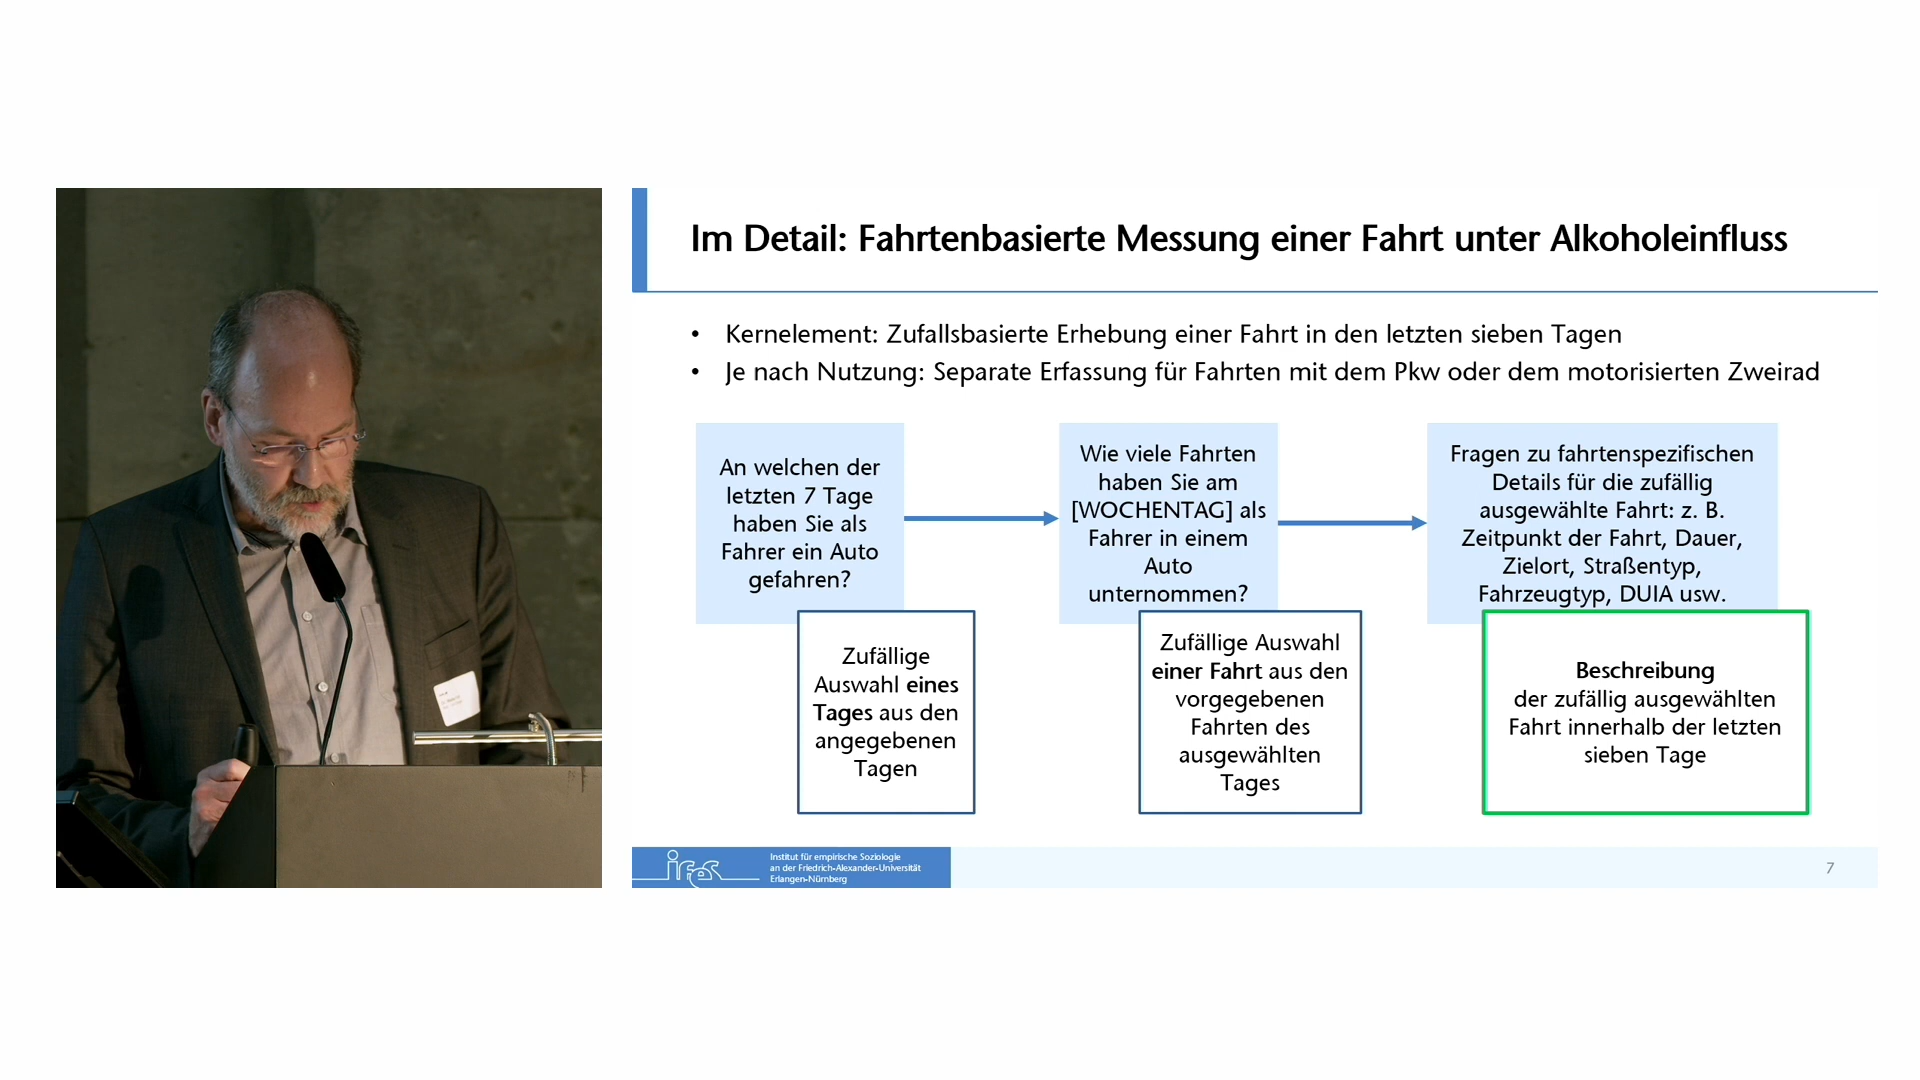 Im Detail: Fahrtenbasierte Messung einer Fahrt unter Alkoholeinfluss
• Kernelement: Zufallsbasierte Erhebung einer Fahrt in den letzten sieben Tagen
• Je nach Nutzung: Separate Erfassung für Fahrten mit dem Pkw oder dem motorisierten Zweirad
An welchen der
letzten 7 Tage
haben Sie als
Fahrer ein Auto
gefahren?
Zufällige
Auswahl eines
Tages aus den
angegebenen
Tagen
Wie viele Fahrten
haben Sie am
[WOCHENTAG] als
Fahrer in einem
Auto
unternommen?
Zufällige Auswahl
einer Fahrt aus den
vorgegebenen
Fahrten des
ausgewählten
Tages
Fragen zu fahrtenspezifischen
Details für die zufällig
ausgewählte Fahrt: z. B.
Zeitpunkt der Fahrt, Dauer,
Zielort, Straßentyp,
Fahrzeugtyp, DUIA usw.
Beschreibung
der zufällig ausgewählten
Fahrt innerhalb der letzten
sieben Tage
ifes
Institut für empirische Soziologie
an der Friedrich-Alexander-Universität
Erlangen-Nürnberg
7